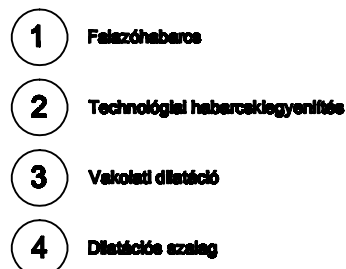 1 Falazóhabarcs
2 Technológiai habarcskiegyenlítés
3 Vakolati dilatáció
4 Dilatációs szalag